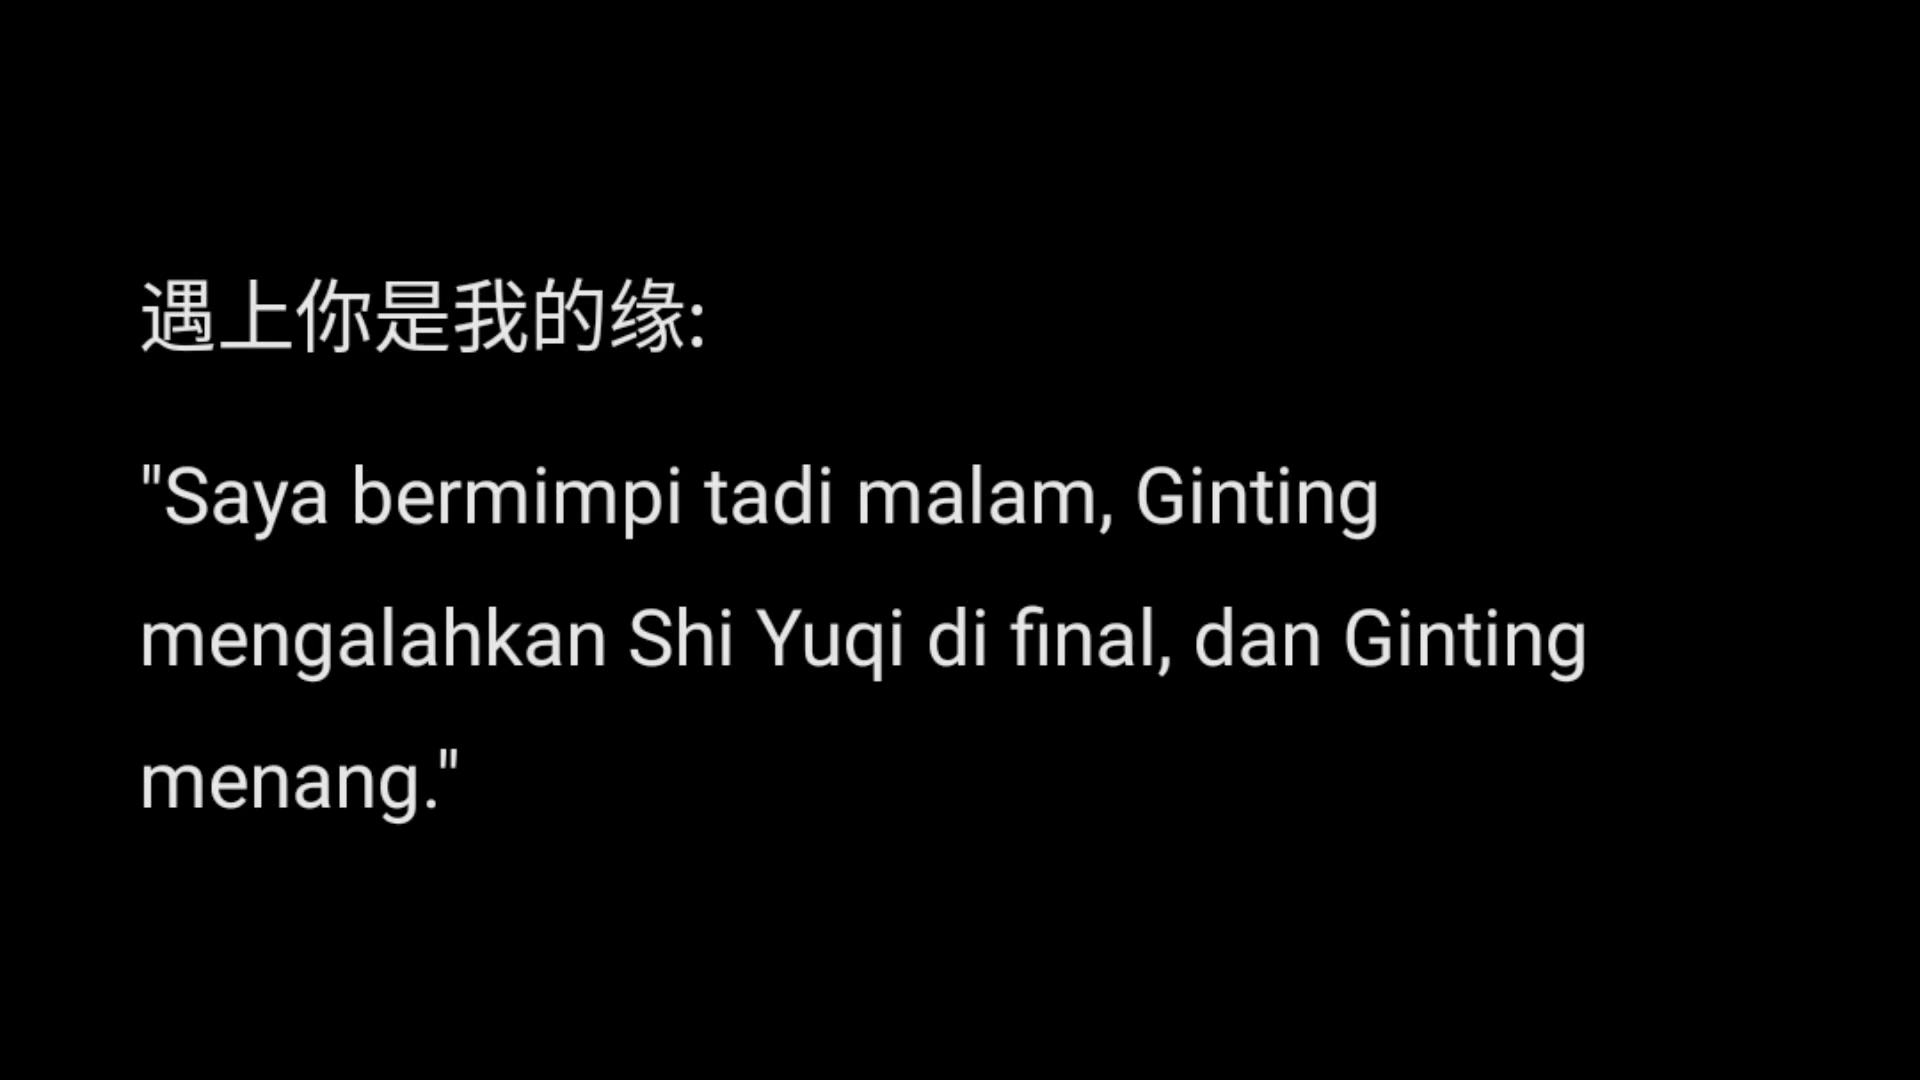 遇上你是我的缘:
"Saya bermimpi tadi malam, Ginting
mengalahkan Shi Yuqi di final, dan Ginting
menang."